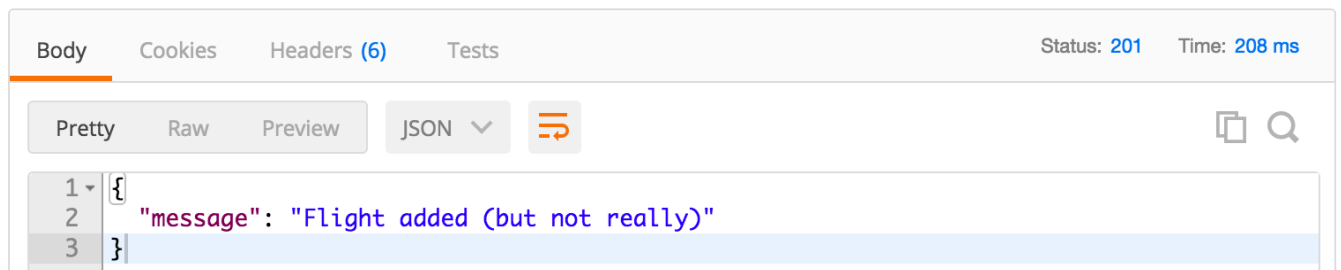 Body Cookies Headers (6) Tests Status: 201 Time: 208 ms
Pretty Raw Preview JSON
1 {
2 "message": "Flight added (but not really)"
3 }